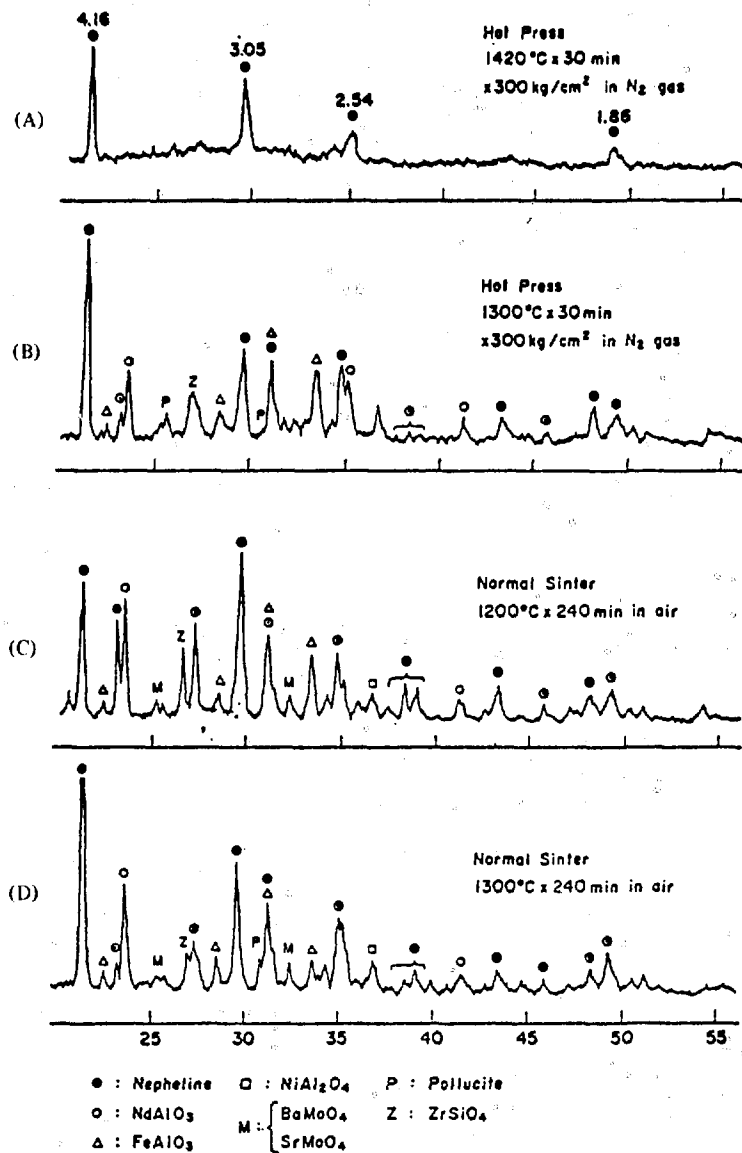 4.16
3.05
2.54
1.86
Hot Press
1420°C x 30 min
x300 kg/cm² in N₂ gas
(A)
Hot Press
1300°C x 30 min
x300 kg/cm² in N₂ gas
(B)
Z
P
P
Normal Sinter
1200°C x 240 min in air
(C)
M
Z
M
Normal Sinter
1300°C x 240 min in air
(D)
M
Z
P
M
25 30 35 40 45 50 55
● : Nepheline □ : NiAl₂O₄ P : Pollucite
○ : NdAlO₃ M : { BaMoO₄ Z : ZrSiO₄
△ : FeAlO₃ SrMoO₄